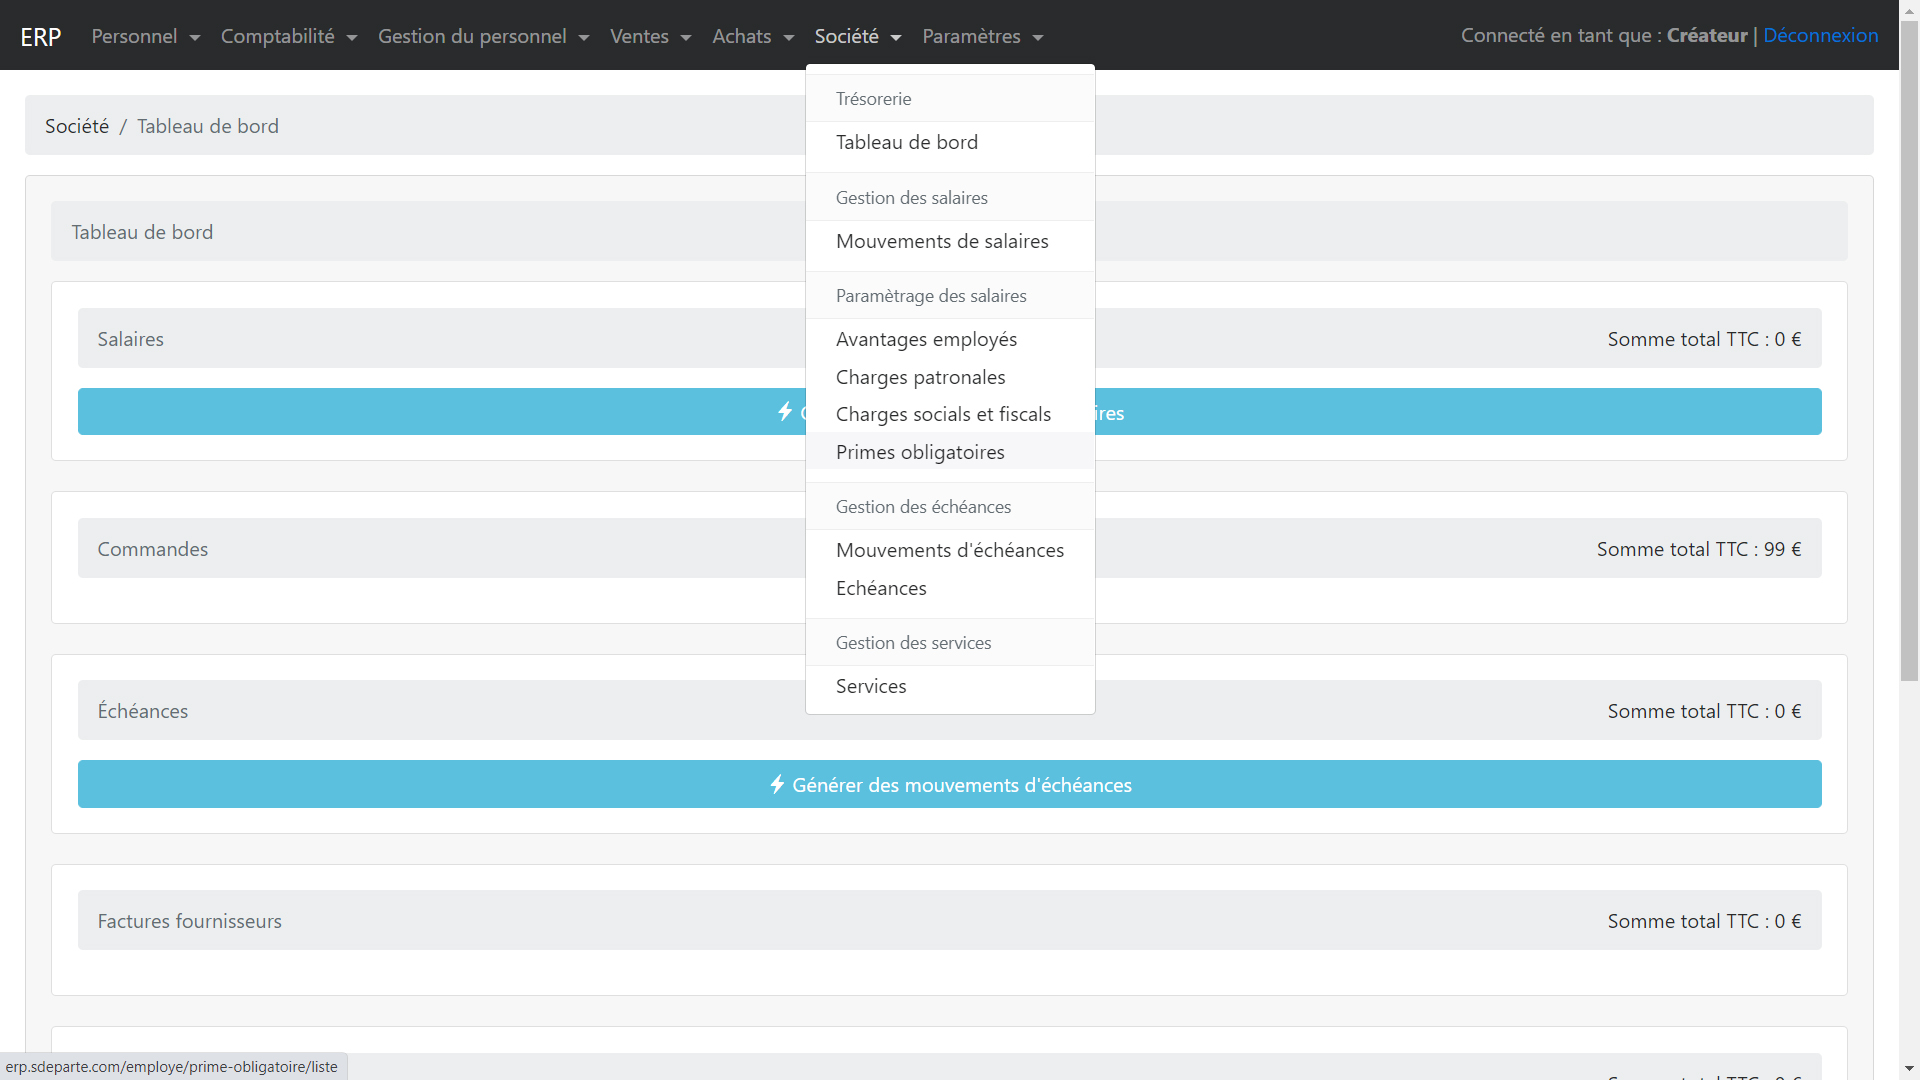 ERP Personnel Comptabilité Gestion du personnel Ventes Achats Société Paramètres Connecté en tant que : Créateur | Déconnexion
Société / Tableau de bord
Trésorerie
Tableau de bord
Gestion des salaires
Mouvements de salaires
Paramètrage des salaires
Avantages employés
Charges patronales
Charges socials et fiscals
Primes obligatoires
Gestion des échéances
Mouvements d'échéances
Echéances
Gestion des services
Services
Tableau de bord
Salaires Somme total TTC : 0 €
ires
Commandes Somme total TTC : 99 €
Échéances Somme total TTC : 0 €
Générer des mouvements d'échéances
Factures fournisseurs Somme total TTC : 0 €
erp.sdeparte.com/employe/prime-obligatoire/liste